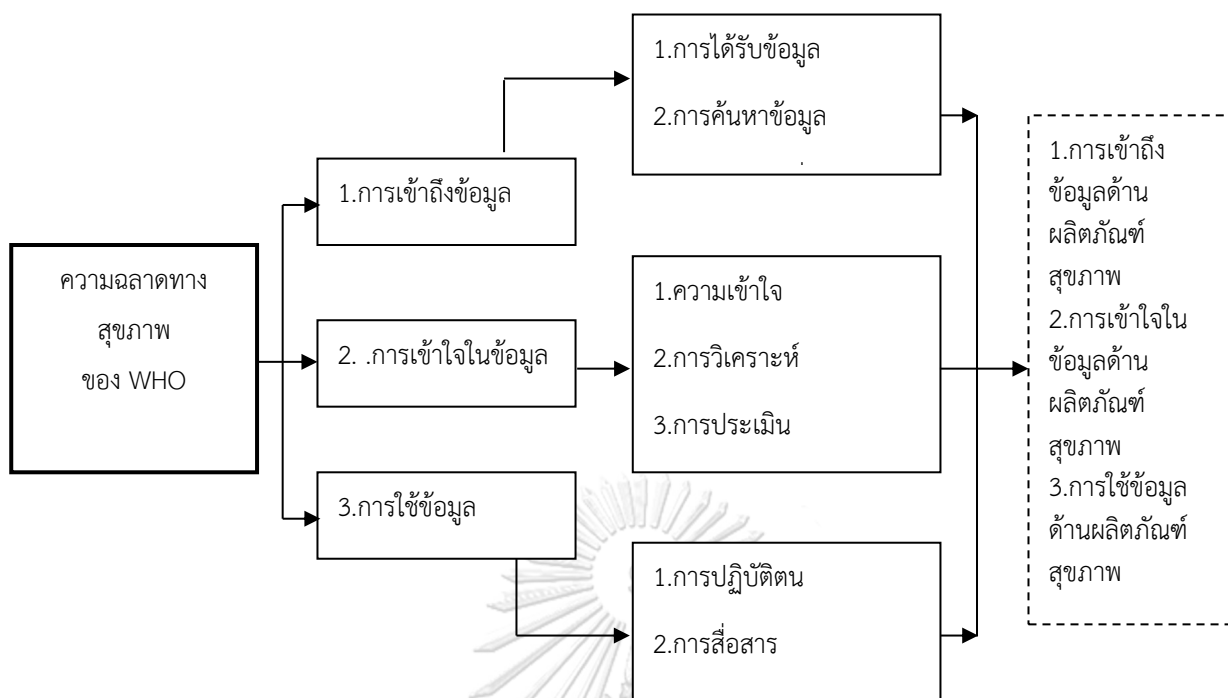 ความฉลาดทาง
สุขภาพ
ของ WHO
1.การเข้าถึงข้อมูล
2. .การเข้าใจในข้อมูล
3.การใช้ข้อมูล
1.การได้รับข้อมูล
2.การค้นหาข้อมูล
1.ความเข้าใจ
2.การวิเคราะห์
3.การประเมิน
1.การปฏิบัติตน
2.การสื่อสาร
1.การเข้าถึง
ข้อมูลด้าน
ผลิตภัณฑ์
สุขภาพ
2.การเข้าใจใน
ข้อมูลด้าน
ผลิตภัณฑ์
สุขภาพ
3.การใช้ข้อมูล
ด้านผลิตภัณฑ์
สุขภาพ